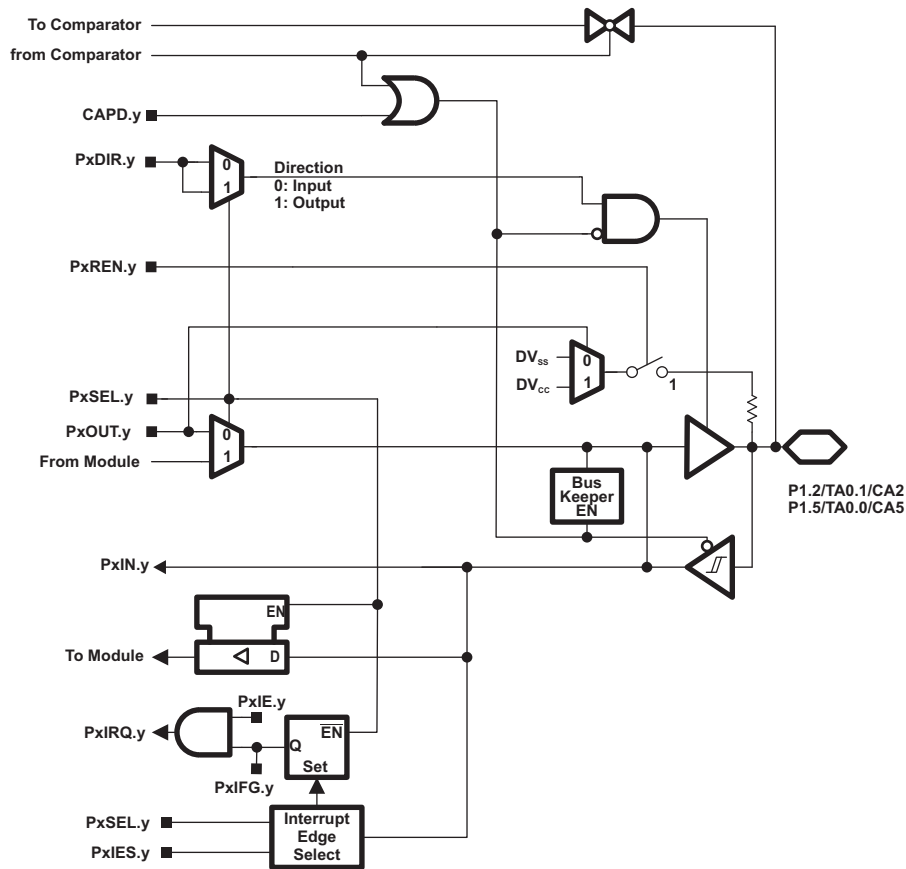 To Comparator
from Comparator
CAPD.y
PxDIR.y
0
1
Direction
0: Input
1: Output
PxREN.y
DVss
DVcc
0
1
1
PxSEL.y
PxOUT.y
0
1
From Module
Bus
Keeper
EN
P1.2/TA0.1/CA2
P1.5/TA0.0/CA5
PxIN.y
EN
To Module
D
PxIE.y
PxIRQ.y
EN
Q
Set
PxIFG.y
PxSEL.y
PxIES.y
Interrupt
Edge
Select